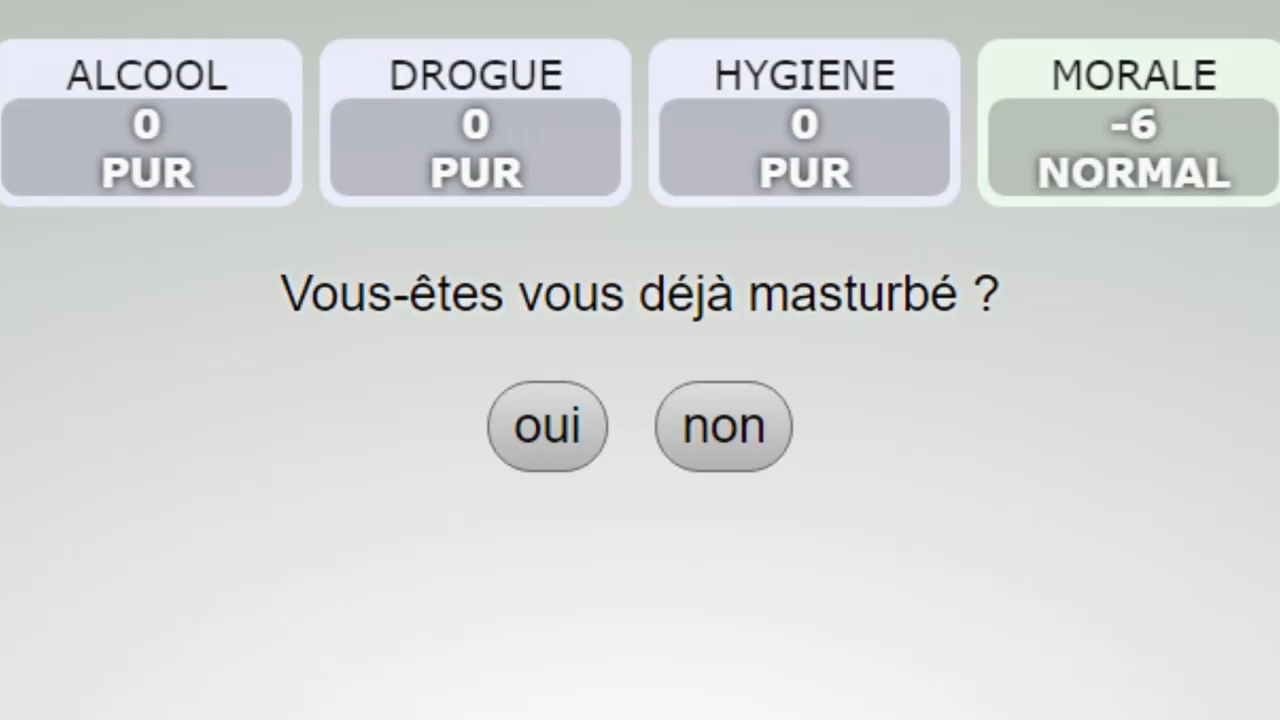 ALCOOL DROGUE HYGIENE MORALE
0 0 0 -6
PUR PUR PUR NORMAL
Vous-êtes vous déjà masturbé ?
oui non